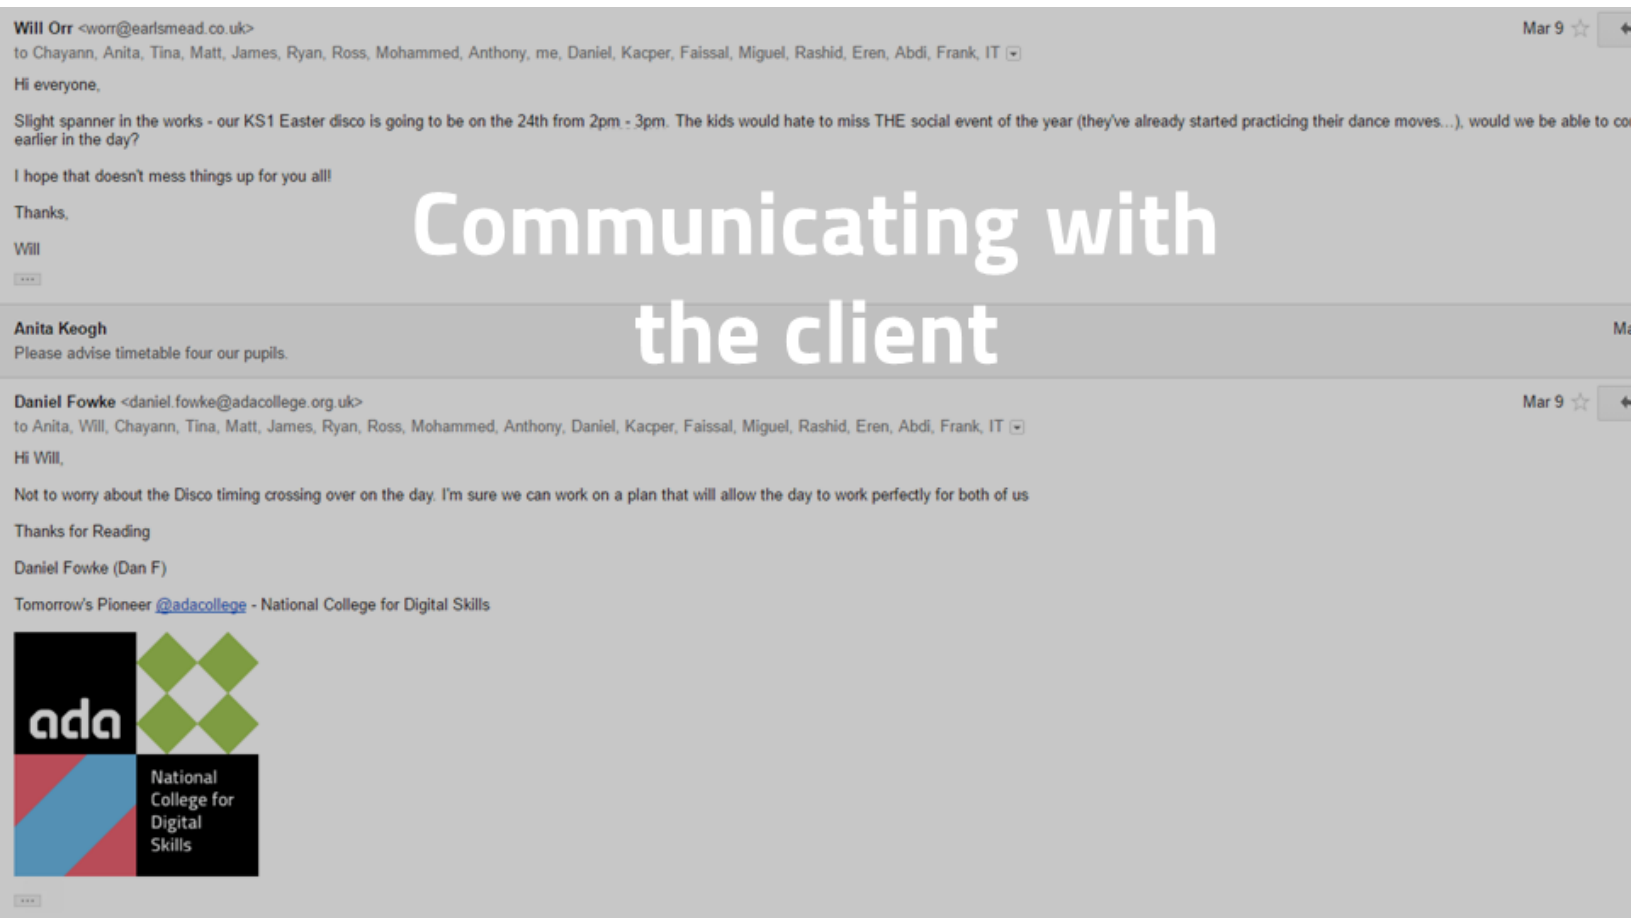 Will Orr <worr@earlsmead.co.uk>
Mar 9
to Chayann, Anita, Tina, Matt, James, Ryan, Ross, Mohammed, Anthony, me, Daniel, Kacper, Faissal, Miguel, Rashid, Eren, Abdi, Frank, IT
Hi everyone,
Slight spanner in the works - our KS1 Easter disco is going to be on the 24th from 2pm - 3pm. The kids would hate to miss THE social event of the year (they've already started practicing their dance moves...), would we be able to
earlier in the day?
I hope that doesn't mess things up for you all!
Thanks,
Will
Communicating with
the client
Anita Keogh
Please advise timetable four our pupils.
Daniel Fowke <daniel.fowke@adacollege.org.uk>
Mar 9
to Anita, Will, Chayann, Tina, Matt, James, Ryan, Ross, Mohammed, Anthony, Daniel, Kacper, Faissal, Miguel, Rashid, Eren, Abdi, Frank, IT
Hi Will,
Not to worry about the Disco timing crossing over on the day. I'm sure we can work on a plan that will allow the day to work perfectly for both of us
Thanks for Reading
Daniel Fowke (Dan F)
Tomorrow's Pioneer @adacollege - National College for Digital Skills
ada
National
College for
Digital
Skills